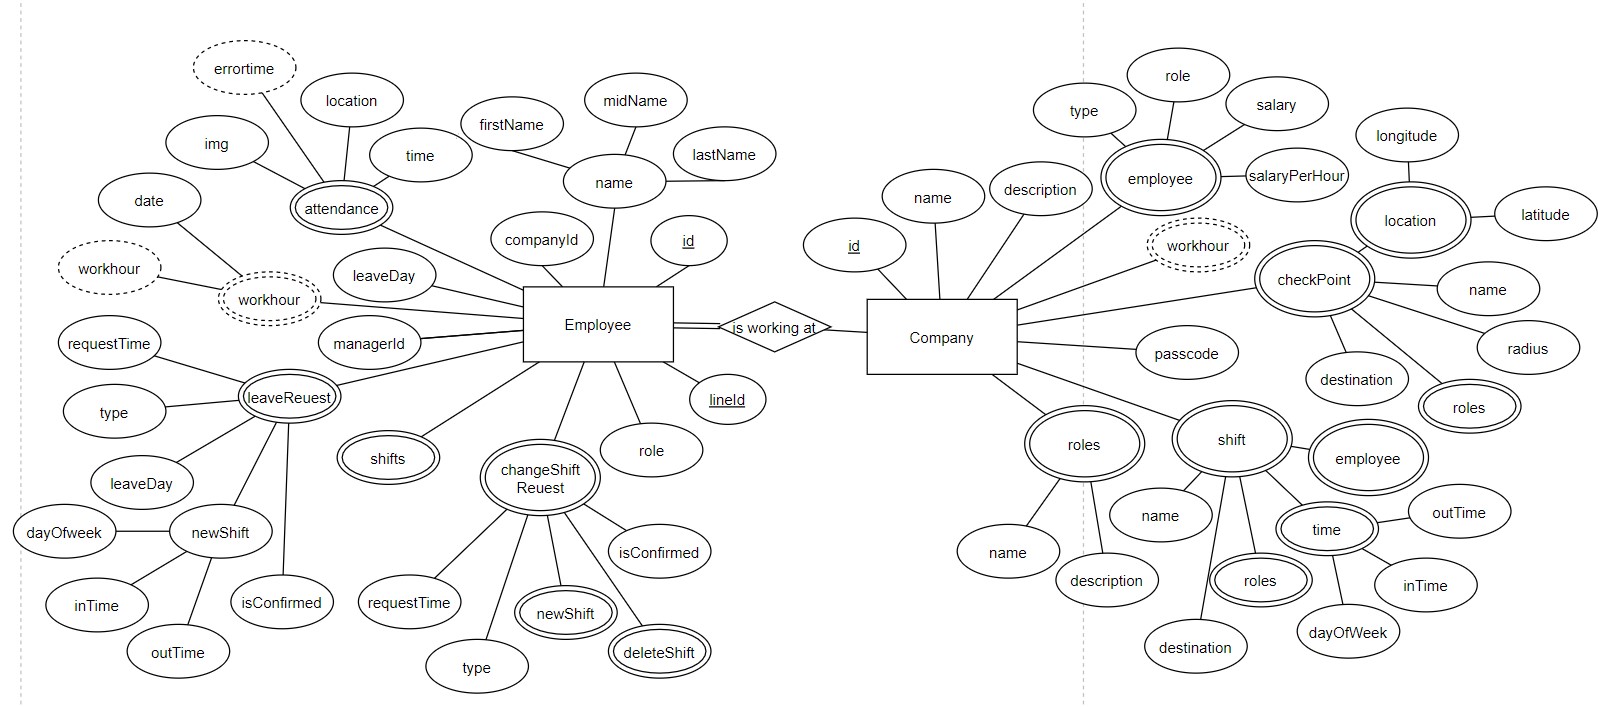 errortime
location
img
time
date
attendance
workhour
workhour
leaveDay
requestTime
managerId
leaveReuest
type
leaveDay
shifts
dayOfweek
newShift
inTime
isConfirmed
outTime
firstName
midName
lastName
name
companyId
id
Employee
is working at
lineId
role
changeShift
Reuest
isConfirmed
requestTime
newShift
type
deleteShift
role
type
salary
employee
salaryPerHour
name
description
id
workhour
longitude
location
latitude
checkPoint
name
radius
destination
roles
Company
passcode
roles
shift
employee
name
description
name
time
outTime
roles
inTime
dayOfWeek
destination